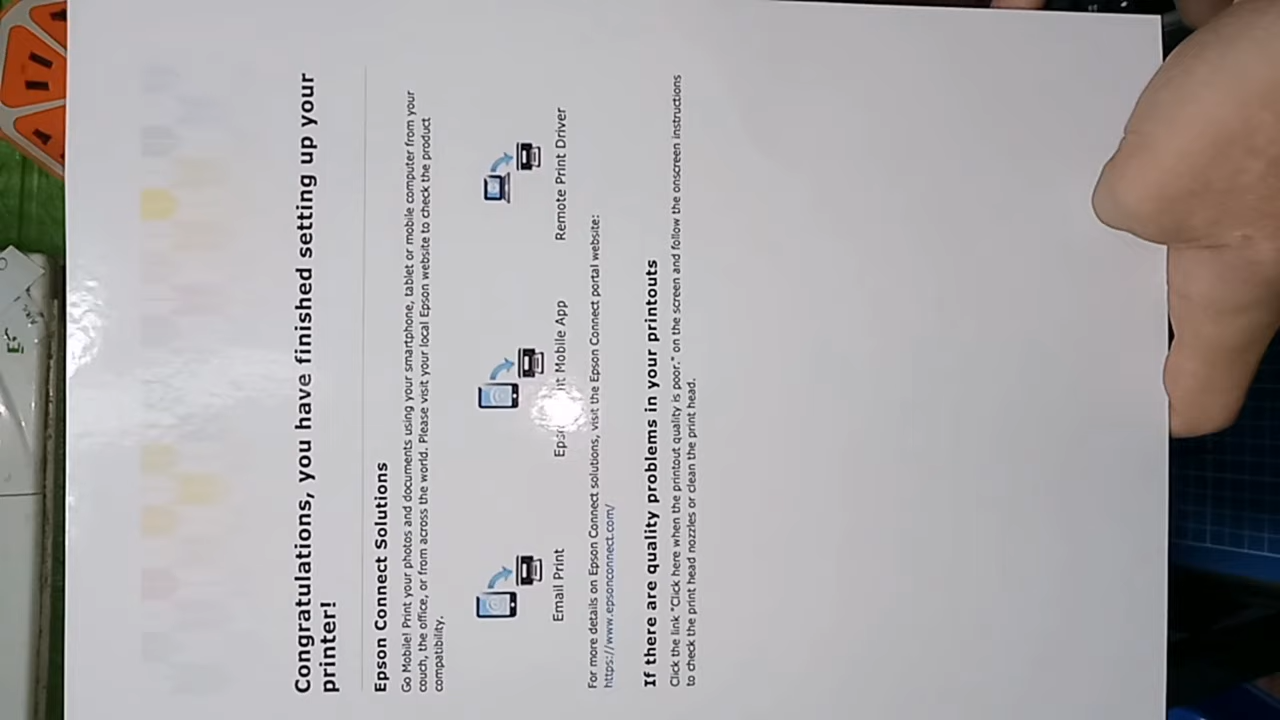 Congratulations, you have finished setting up your
printer!
Epson Connect Solutions
Go Mobile! Print your photos and documents using your smartphone, tablet or mobile computer from your
couch, the office, or from across the world. Please visit your local Epson website to check the product
compatibility.
Email Print
Mobile App
Remote Print Driver
For more details on Epson Connect solutions, visit the Epson Connect portal website:
https://www.epsonconnect.com/
If there are quality problems in your printouts
Click the link "Click here when the printout quality is poor." on the screen and follow the onscreen instructions
to check the print head nozzles or clean the print head.